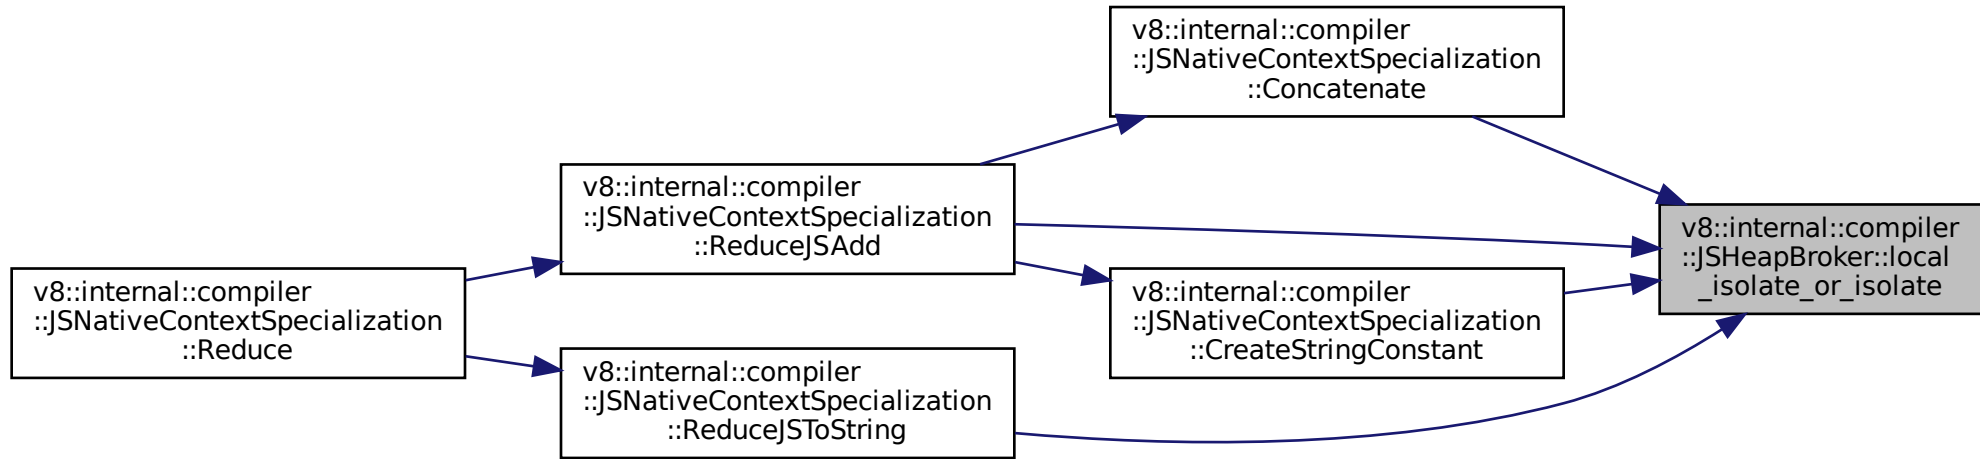 v8::internal::compiler
::JSNativeContextSpecialization
::Reduce
v8::internal::compiler
::JSNativeContextSpecialization
::ReduceJSAdd
v8::internal::compiler
::JSNativeContextSpecialization
::ReduceJSToString
v8::internal::compiler
::JSNativeContextSpecialization
::Concatenate
v8::internal::compiler
::JSNativeContextSpecialization
::CreateStringConstant
v8::internal::compiler
::JSHeapBroker::local
_isolate_or_isolate